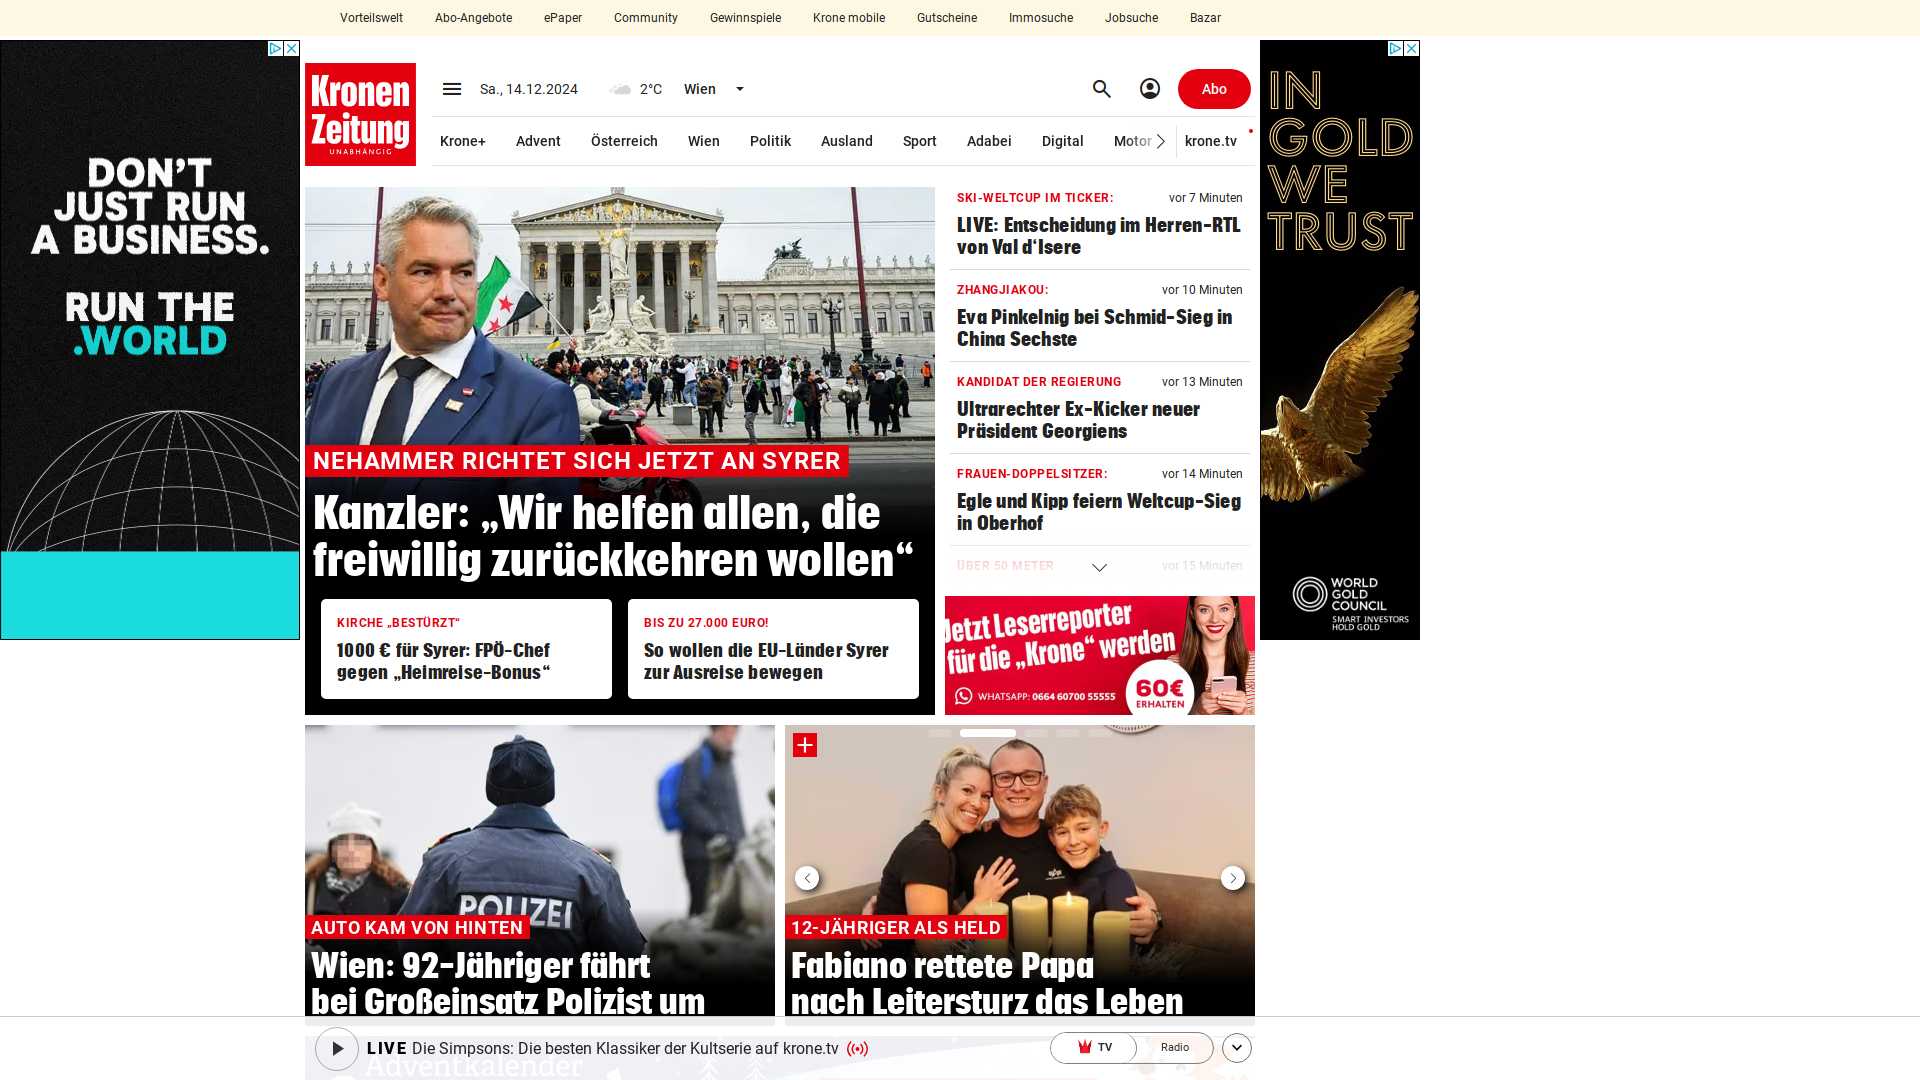 Vorteilswelt
Abo-Angebote
ePaper
Community
Gewinnspiele
Krone mobile
Gutscheine
Immosuche
Jobsuche
Bazar
DON'T
JUST RUN
A BUSINESS.
RUN THE
.WORLD
Kronen
Zeitung
UNABHÄNGIG
Sa., 14.12.2024
2°C
Wien
Abo
Krone+
Advent
Österreich
Wien
Politik
Ausland
Sport
Adabei
Digital
Motor
krone.tv
NEHAMMER RICHTET SICH JETZT AN SYRER
Kanzler: „Wir helfen allen, die
freiwillig zurückkehren wollen“
KIRCHE „BESTÜRZT“
1000 € für Syrer: FPÖ-Chef
gegen „Heimreise-Bonus“
BIS ZU 27.000 EURO!
So wollen die EU-Länder Syrer
zur Ausreise bewegen
SKI-WELTCUP IM TICKER:
vor 7 Minuten
LIVE: Entscheidung im Herren-RTL
von Val d‘Isere
ZHANGJIAKOU:
vor 10 Minuten
Eva Pinkelnig bei Schmid-Sieg in
China Sechste
KANDIDAT DER REGIERUNG
vor 13 Minuten
Ultrarechter Ex-Kicker neuer
Präsident Georgiens
FRAUEN-DOPPELSITZER:
vor 14 Minuten
Egle und Kipp feiern Weltcup-Sieg
in Oberhof
ÜBER 50 METER
vor 15 Minuten
Jetzt Leserreporter
für die „Krone“ werden
WHATSAPP: 0664 60700 55555
60€
ERHALTEN
IN
GOLD
WE
TRUST
WORLD
GOLD
COUNCIL
SMART INVESTORS
HOLD GOLD
POLIZEI
AUTO KAM VON HINTEN
Wien: 92-Jähriger fährt
bei Großeinsatz Polizist um
12-JÄHRIGER ALS HELD
Fabiano rettete Papa
nach Leitersturz das Leben
LIVE Die Simpsons: Die besten Klassiker der Kultserie auf krone.tv
TV
Radio
Adventkalender